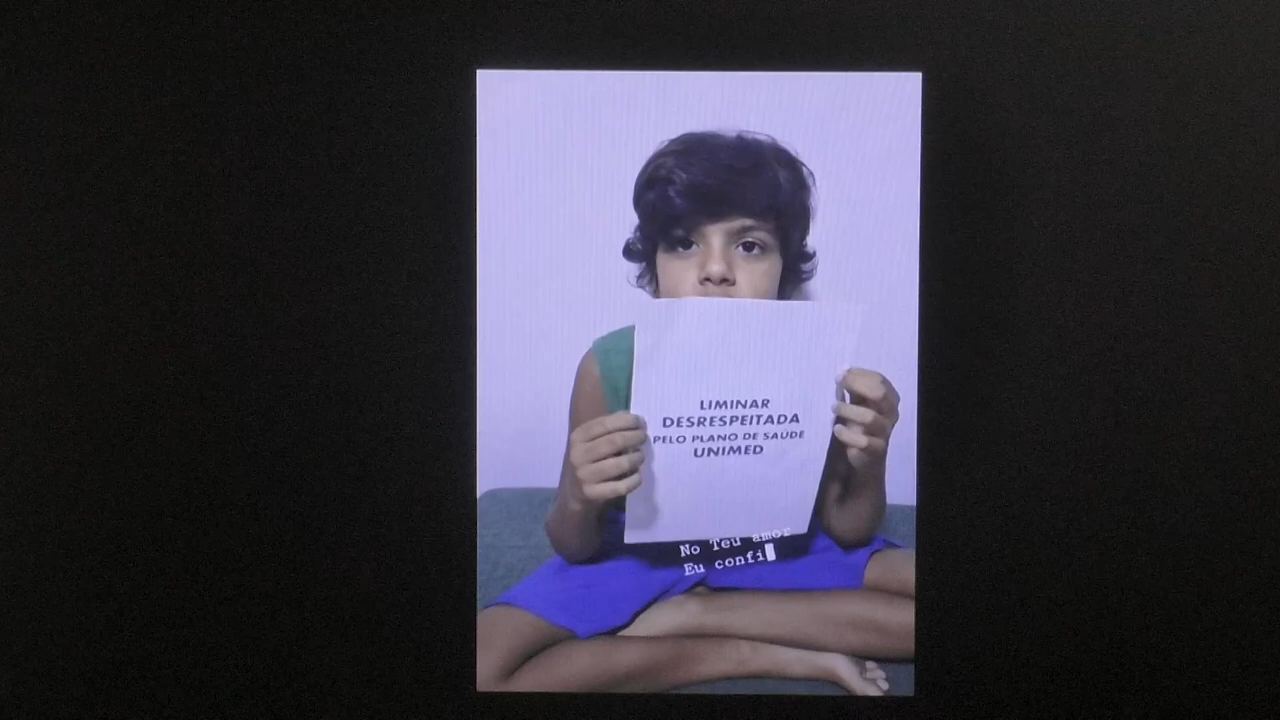 LIMINAR
DESRESPEITADA
PELO PLANO DE SAÚDE
UNIMED
No Teu amor
Eu confi